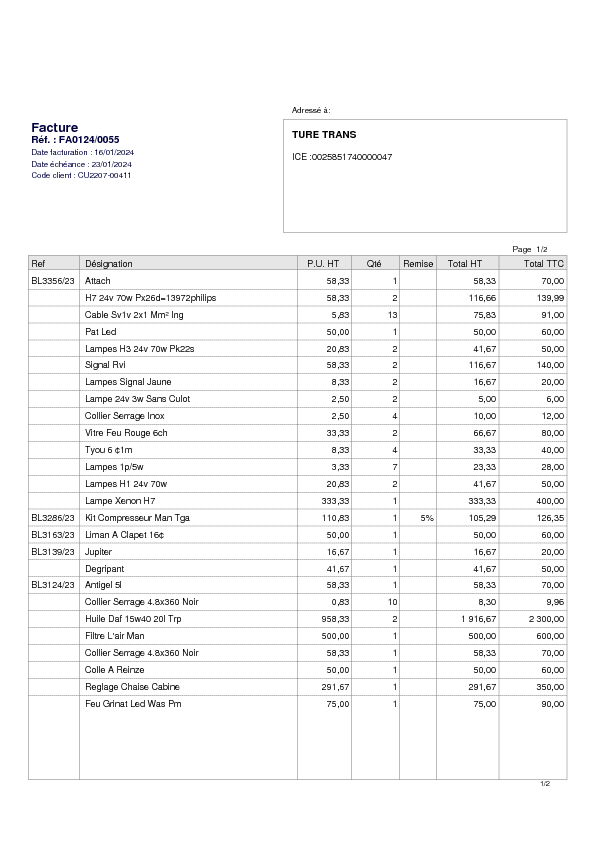 Adressé à:
Facture
Réf. : FA0124/0055
Date facturation : 16/01/2024
Date échéance : 23/01/2024
Code client : CU2207-00411
TURE TRANS
ICE :0025851740000047
Page 1/2
Ref Désignation P.U. HT Qté Remise Total HT Total TTC
BL3356/23 Attach 58,33 1 58,33 70,00
H7 24v 70w Px26d=13972philips 58,33 2 116,66 139,99
Cable Sv1v 2x1 Mm² Ing 5,83 13 75,83 91,00
Pat Led 50,00 1 50,00 60,00
Lampes H3 24v 70w Pk22s 20,83 2 41,67 50,00
Signal Rvi 58,33 2 116,67 140,00
Lampes Signal Jaune 8,33 2 16,67 20,00
Lampe 24v 3w Sans Culot 2,50 2 5,00 6,00
Collier Serrage Inox 2,50 4 10,00 12,00
Vitre Feu Rouge 6ch 33,33 2 66,67 80,00
Tyou 6 ¢1m 8,33 4 33,33 40,00
Lampes 1p/5w 3,33 7 23,33 28,00
Lampes H1 24v 70w 20,83 2 41,67 50,00
Lampe Xenon H7 333,33 1 333,33 400,00
BL3286/23 Kit Compresseur Man Tga 110,83 1 5% 105,29 126,35
BL3163/23 Liman A Clapet 16¢ 50,00 1 50,00 60,00
BL3139/23 Jupiter 16,67 1 16,67 20,00
Degripant 41,67 1 41,67 50,00
BL3124/23 Antigel 5l 58,33 1 58,33 70,00
Collier Serrage 4.8x360 Noir 0,83 10 8,30 9,96
Huile Daf 15w40 20l Trp 958,33 2 1 916,67 2 300,00
Filtre L'air Man 500,00 1 500,00 600,00
Collier Serrage 4.8x360 Noir 58,33 1 58,33 70,00
Colle A Reinze 50,00 1 50,00 60,00
Reglage Chaise Cabine 291,67 1 291,67 350,00
Feu Grinat Led Was Pm 75,00 1 75,00 90,00
1/2